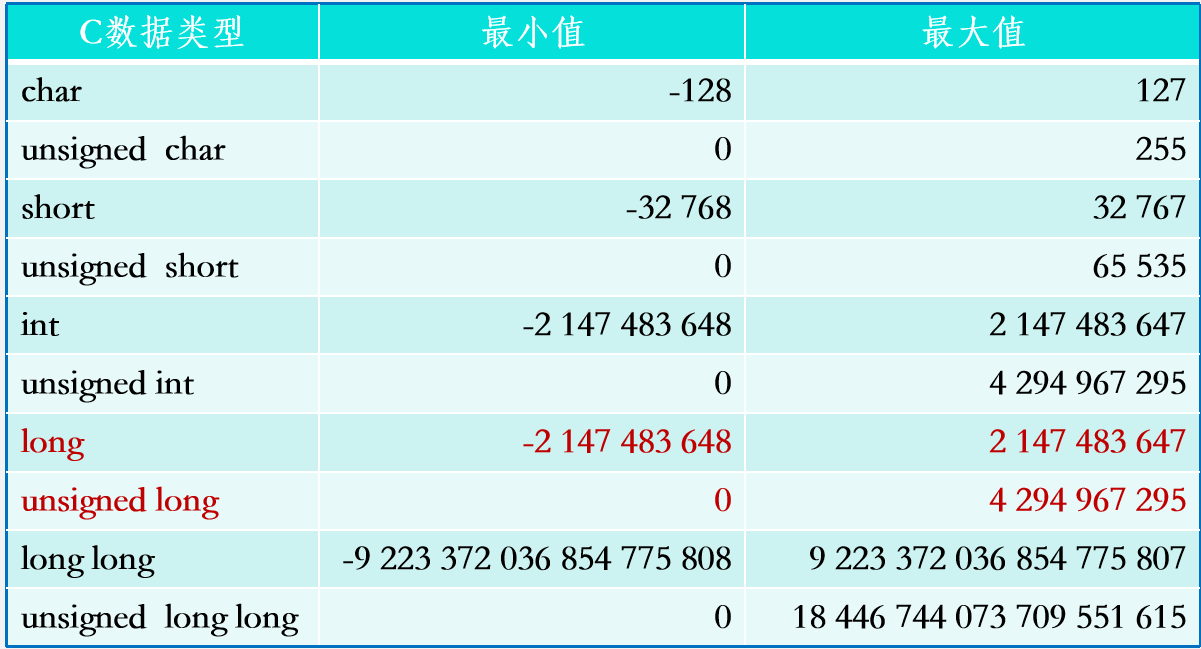 C数据类型 最小值 最大值
char -128 127
unsigned char 0 255
short -32 768 32 767
unsigned short 0 65 535
int -2 147 483 648 2 147 483 647
unsigned int 0 4 294 967 295
long -2 147 483 648 2 147 483 647
unsigned long 0 4 294 967 295
long long -9 223 372 036 854 775 808 9 223 372 036 854 775 807
unsigned long long 0 18 446 744 073 709 551 615